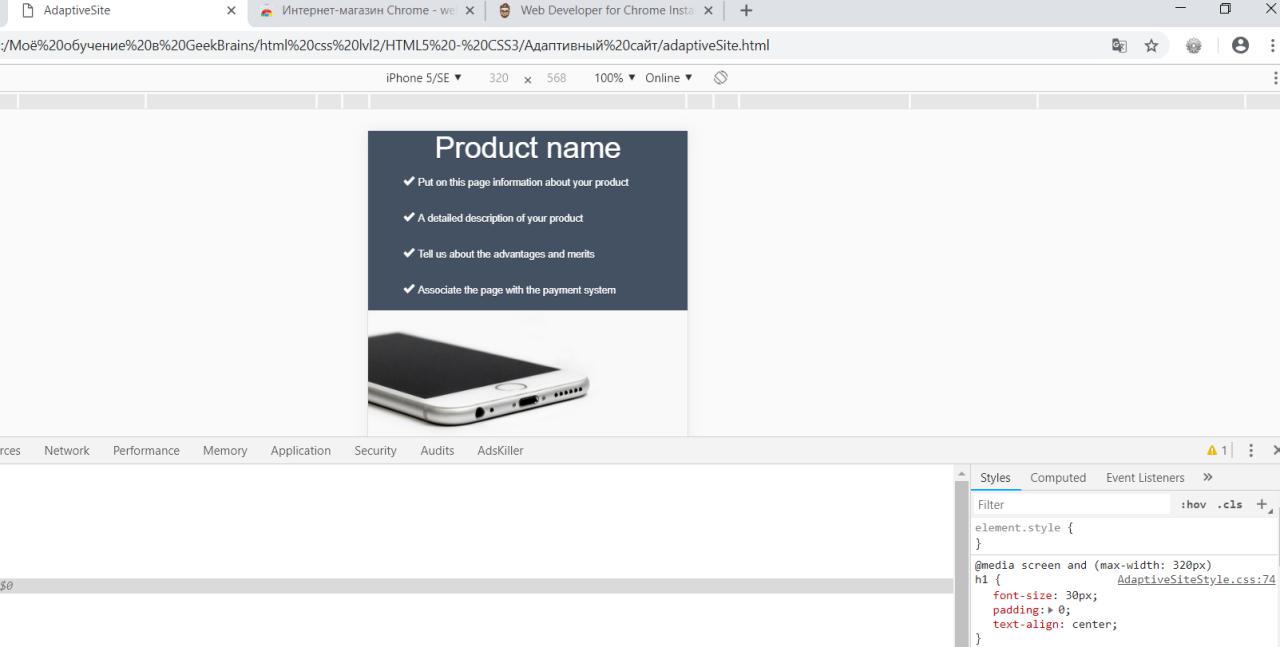 AdaptiveSite
Интернет-магазин Chrome - we
Web Developer for Chrome Insta
:/Моё%20обучение%20в%20GeekBrains/html%20css%20lvl2/HTML5%20-%20CSS3/Адаптивный%20сайт/adaptiveSite.html
iPhone 5/SE ▼ 320 × 568 100% ▼ Online ▼
Product name
✔ Put on this page information about your product
✔ A detailed description of your product
✔ Tell us about the advantages and merits
✔ Associate the page with the payment system
rces Network Performance Memory Application Security Audits AdsKiller 1
Styles Computed Event Listeners »
Filter :hov .cls +
element.style {
}
@media screen and (max-width: 320px)
h1 { AdaptiveSiteStyle.css:74
font-size: 30px;
padding:▶ 0;
text-align: center;
}
$0